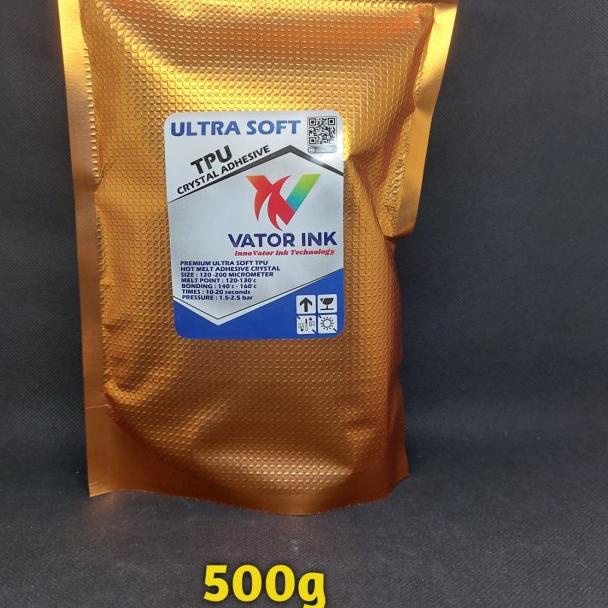 ULTRA SOFT
TPU
CRYSTAL ADHESIVE
VATOR INK
InnoVator Ink Technology
PREMIUM ULTRA SOFT TPU
HOT MELT ADHESIVE CRYSTAL
SIZE : 120 -200 MICROMETER
MELT POINT : 120-130°c
BONDING : 140°c - 160°c
TIMES : 10-20 seconds
PRESSURE : 1.5-2.5 bar
500g